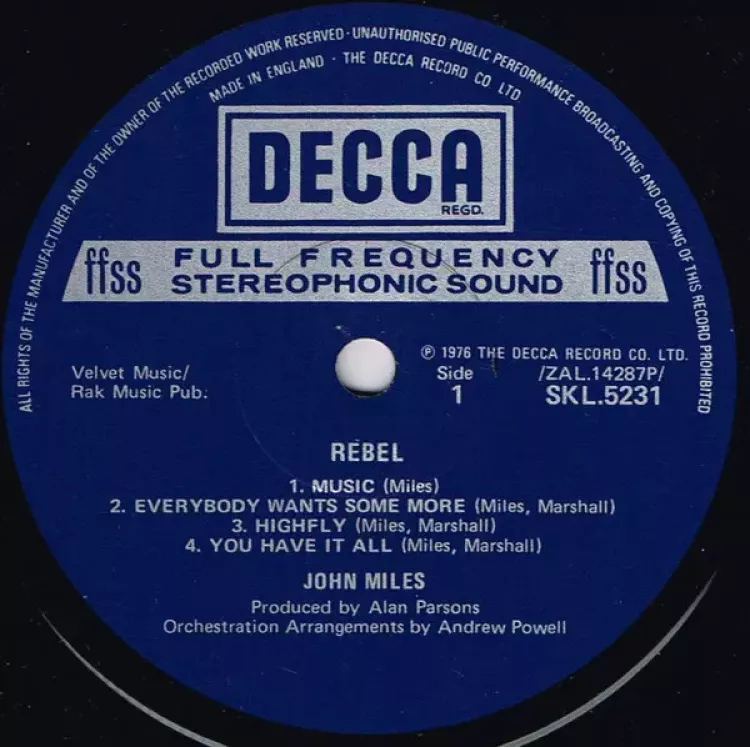 ALL RIGHTS OF THE MANUFACTURER AND OF THE OWNER OF THE RECORDED WORK RESERVED · UNAUTHORISED PUBLIC PERFORMANCE BROADCASTING AND COPYING OF THIS RECORD PROHIBITED
MADE IN ENGLAND · THE DECCA RECORD CO LTD
DECCA
REGD.
ffss FULL FREQUENCY ffss
STEREOPHONIC SOUND
℗ 1976 THE DECCA RECORD CO. LTD.
Velvet Music/ Side /ZAL.14287P/
Rak Music Pub. 1 SKL.5231
REBEL
1. MUSIC (Miles)
2. EVERYBODY WANTS SOME MORE (Miles, Marshall)
3. HIGHFLY (Miles, Marshall)
4. YOU HAVE IT ALL (Miles, Marshall)
JOHN MILES
Produced by Alan Parsons
Orchestration Arrangements by Andrew Powell